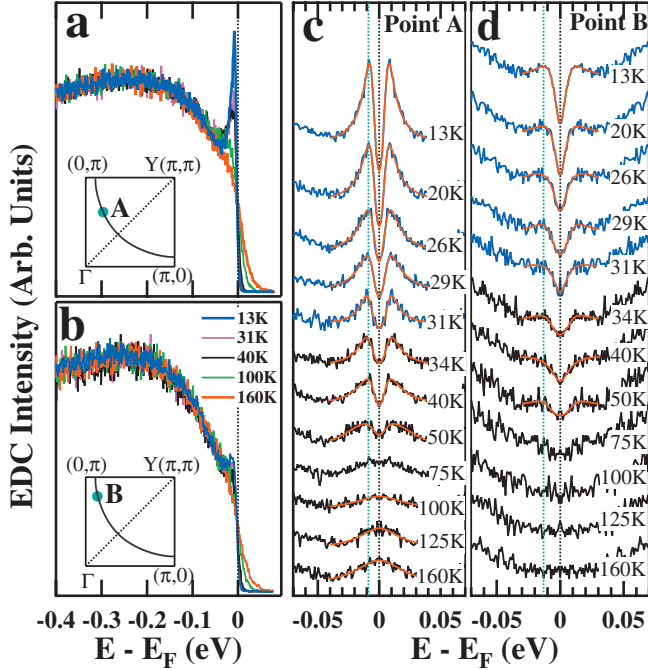 a
(0,π)
Y(π,π)
A
Γ
(π,0)
b
13K
31K
40K
100K
160K
(0,π)
Y(π,π)
B
Γ
(π,0)
-0.4
-0.3
-0.2
-0.1
0
E - EF (eV)
EDC Intensity (Arb. Units)
c
Point A
13K
20K
26K
29K
31K
34K
40K
50K
75K
100K
125K
160K
-0.05
0
0.05
E - EF (eV)
d
Point B
13K
20K
26K
29K
31K
34K
40K
50K
75K
100K
125K
160K
-0.05
0
0.05
E - EF (eV)